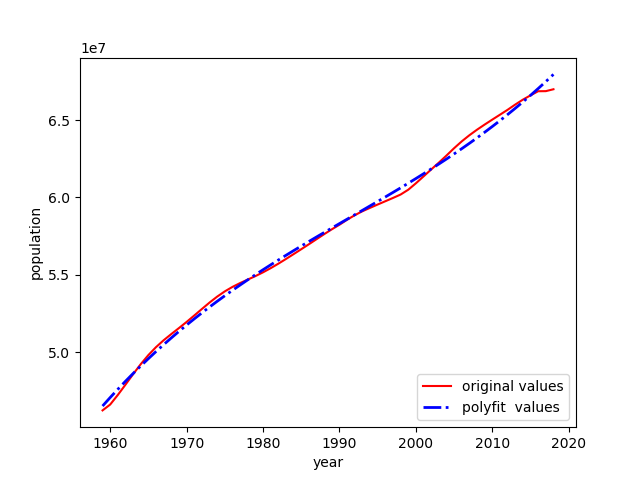 1e7
6.5
6.0
5.5
5.0
population
1960 1970 1980 1990 2000 2010 2020
year
original values
polyfit  values